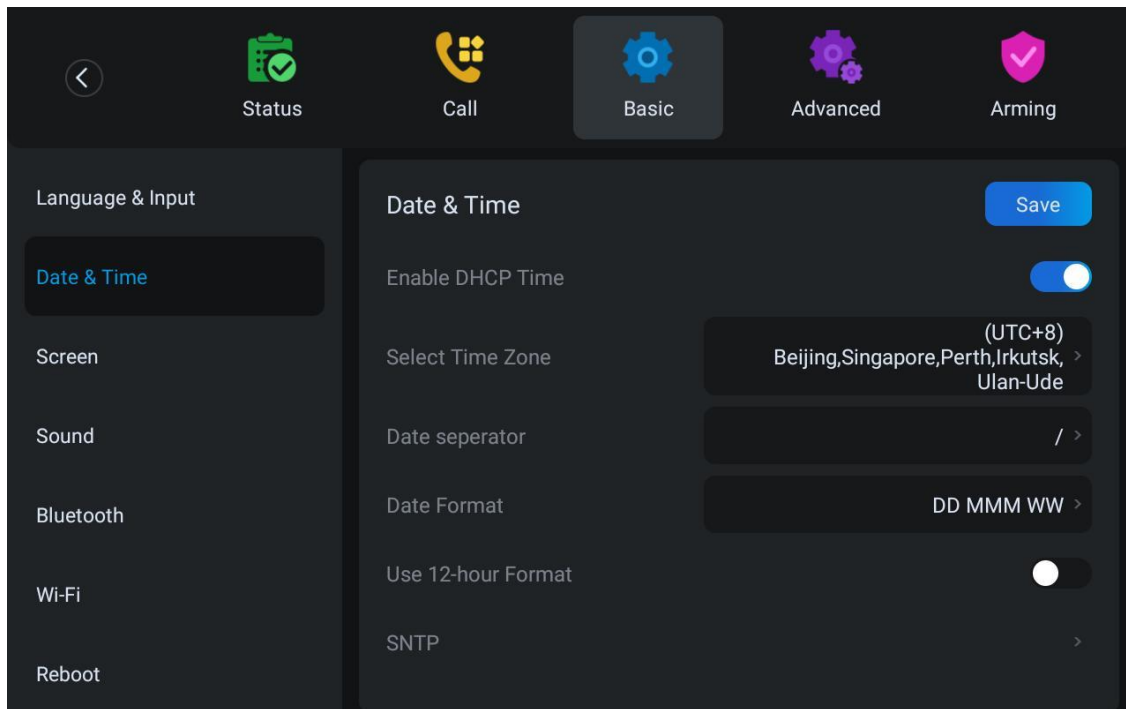 Status
Call
Basic
Advanced
Arming
Language & Input
Date & Time
Screen
Sound
Bluetooth
Wi-Fi
Reboot
Date & Time
Save
Enable DHCP Time
Select Time Zone
(UTC+8)
Beijing,Singapore,Perth,Irkutsk,
Ulan-Ude
Date seperator
/
Date Format
DD MMM WW
Use 12-hour Format
SNTP